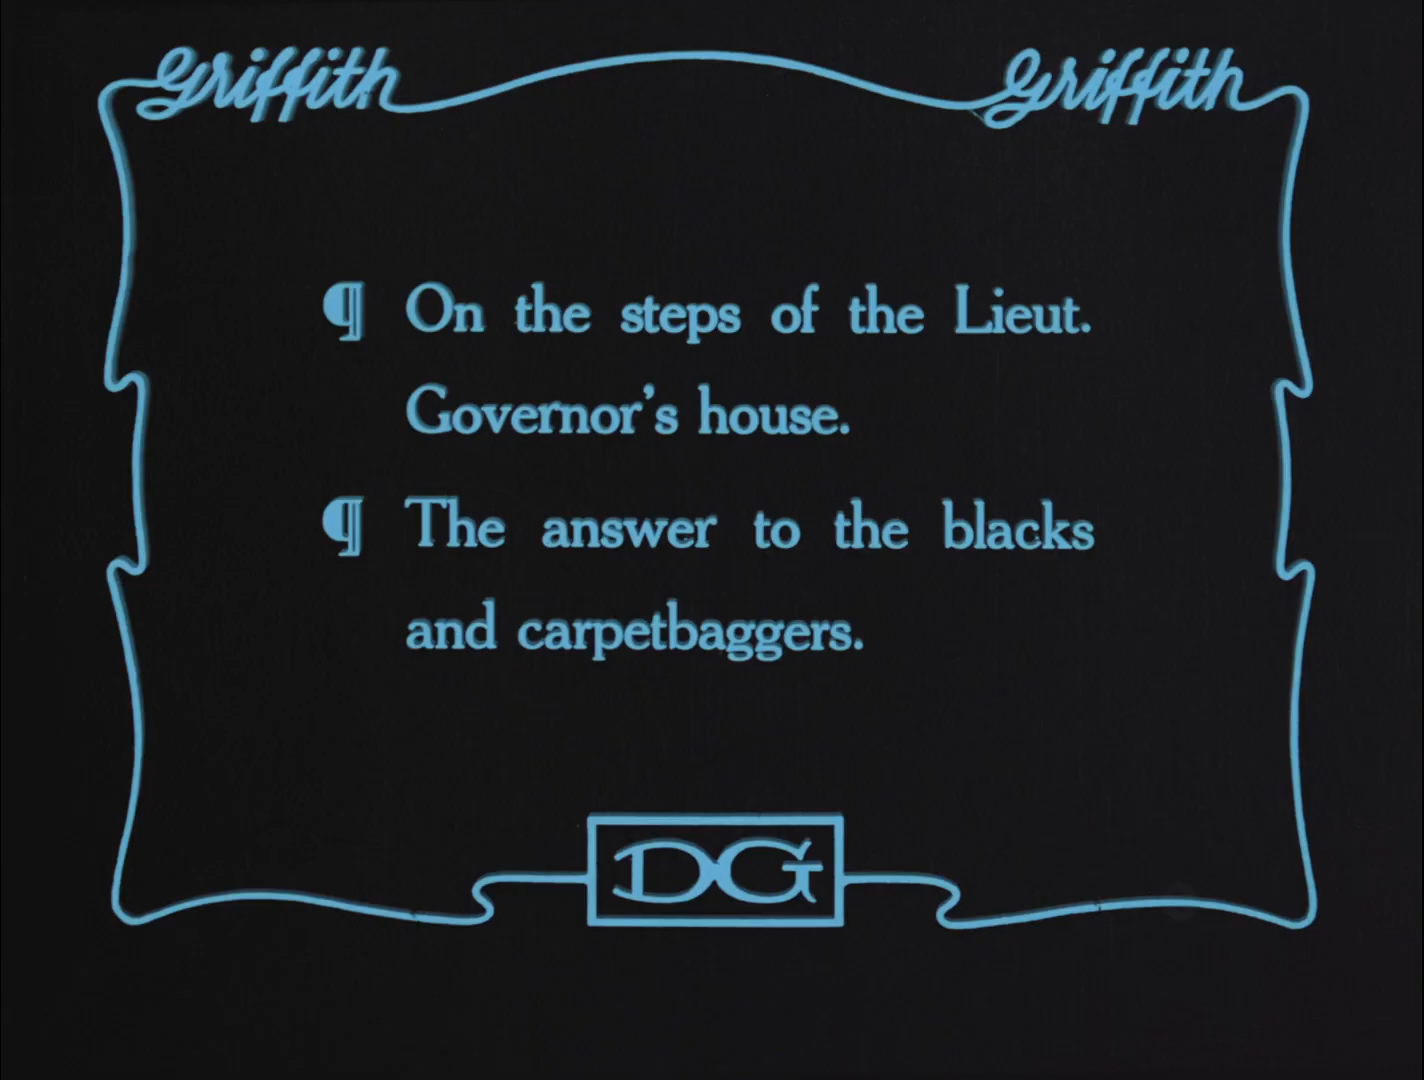 Griffith Griffith
¶ On the steps of the Lieut.
Governor's house.
¶ The answer to the blacks
and carpetbaggers.
DG